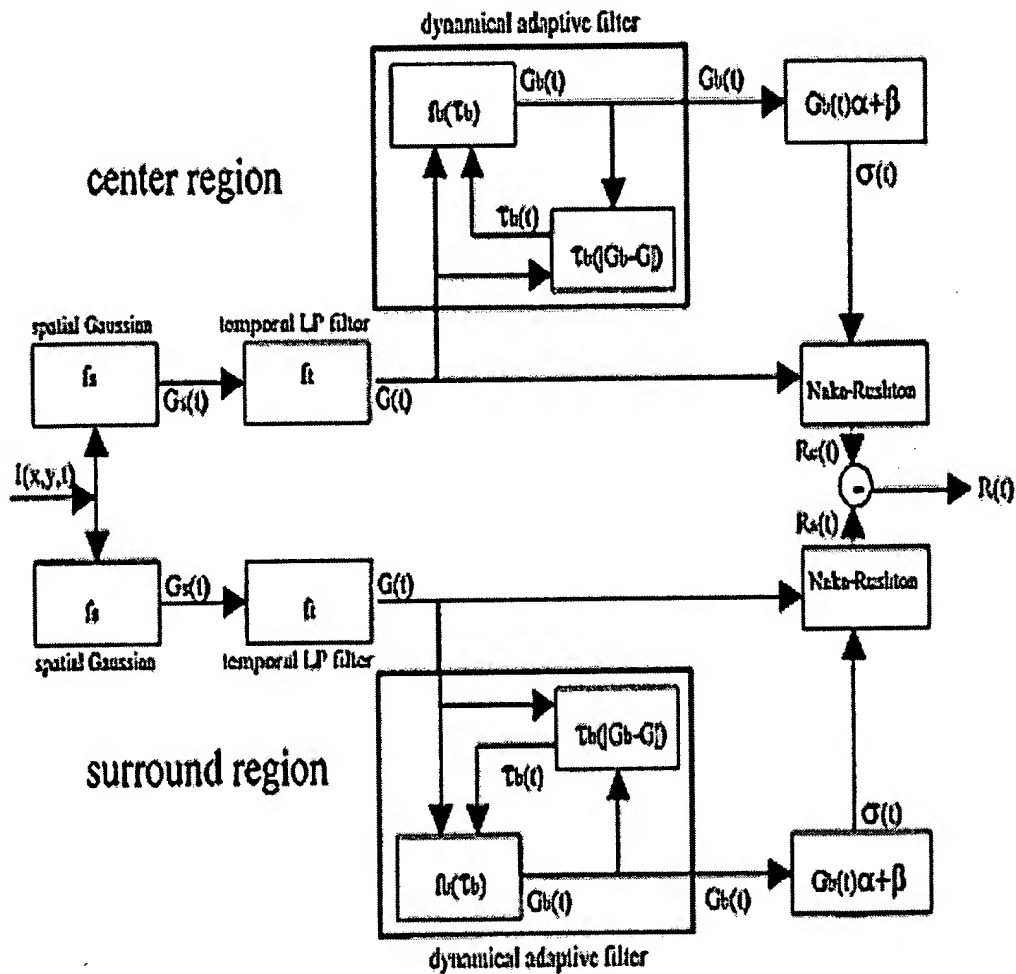 dynamical adaptive filter
Gb(t)
Gb(t)
fb(τb)
Gb(t)α+β
center region
σ(t)
τb(t)
τb(|Gb-G|)
spatial Gaussian
temporal LP filter
fs
ft
Gs(t)
G(t)
Naka-Rushton
Rc(t)
I(x,y,t)
-
R(t)
Rs(t)
Gs(t)
G(t)
Naka-Rushton
fs
ft
spatial Gaussian
temporal LP filter
τb(|Gb-G|)
surround region
τb(t)
σ(t)
fb(τb)
Gb(t)α+β
Gb(t)
Gb(t)
dynamical adaptive filter